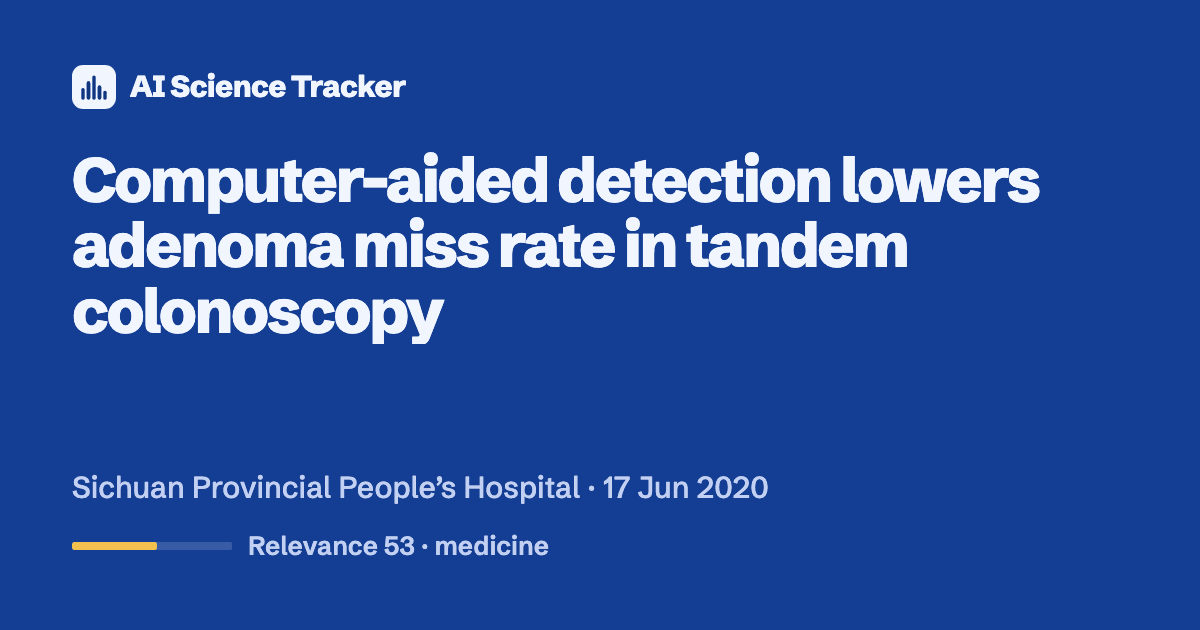 AI Science Tracker
Computer-aided detection lowers
adenoma miss rate in tandem
colonoscopy
Sichuan Provincial People’s Hospital · 17 Jun 2020
Relevance 53 · medicine